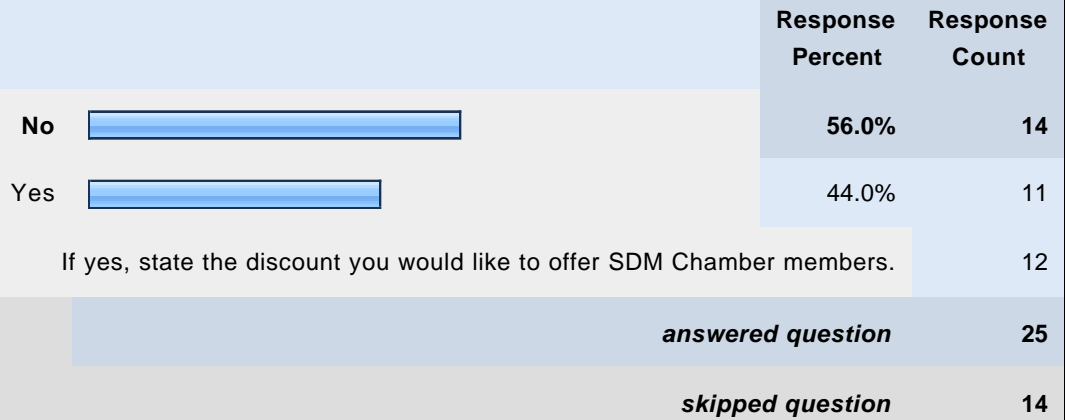 Response Response
Percent Count
No 56.0% 14
Yes 44.0% 11
If yes, state the discount you would like to offer SDM Chamber members. 12
answered question 25
skipped question 14